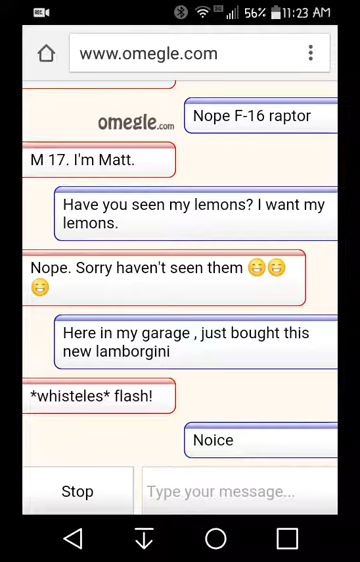 REC
56% 11:23 AM
www.omegle.com
Nope F-16 raptor
omegle.com
M 17. I'm Matt.
Have you seen my lemons? I want my
lemons.
Nope. Sorry haven't seen them 😁😁
😁
Here in my garage , just bought this
new lamborgini
*whisteles* flash!
Noice
Stop
Type your message...